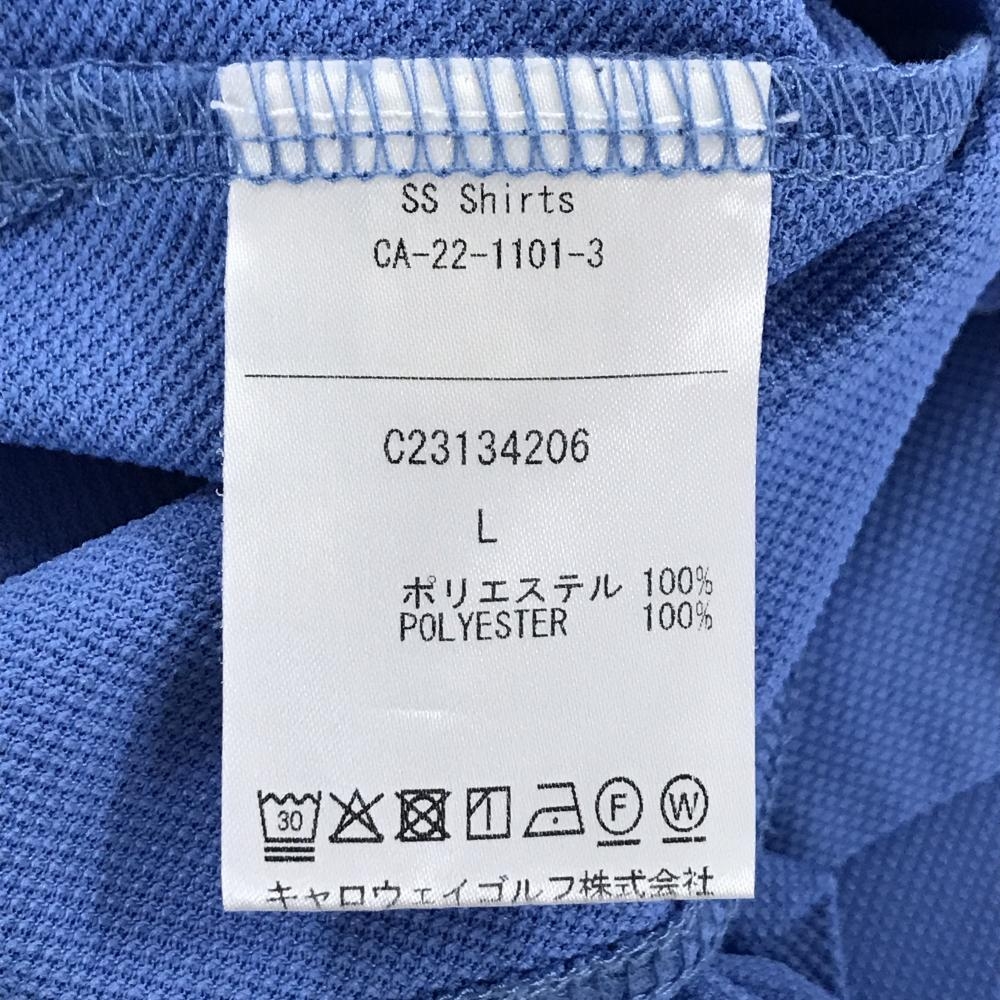 SS Shirts
CA-22-1101-3
C23134206
L
ポリエステル 100%
POLYESTER 100%
30 F W
キャロウェイゴルフ株式会社